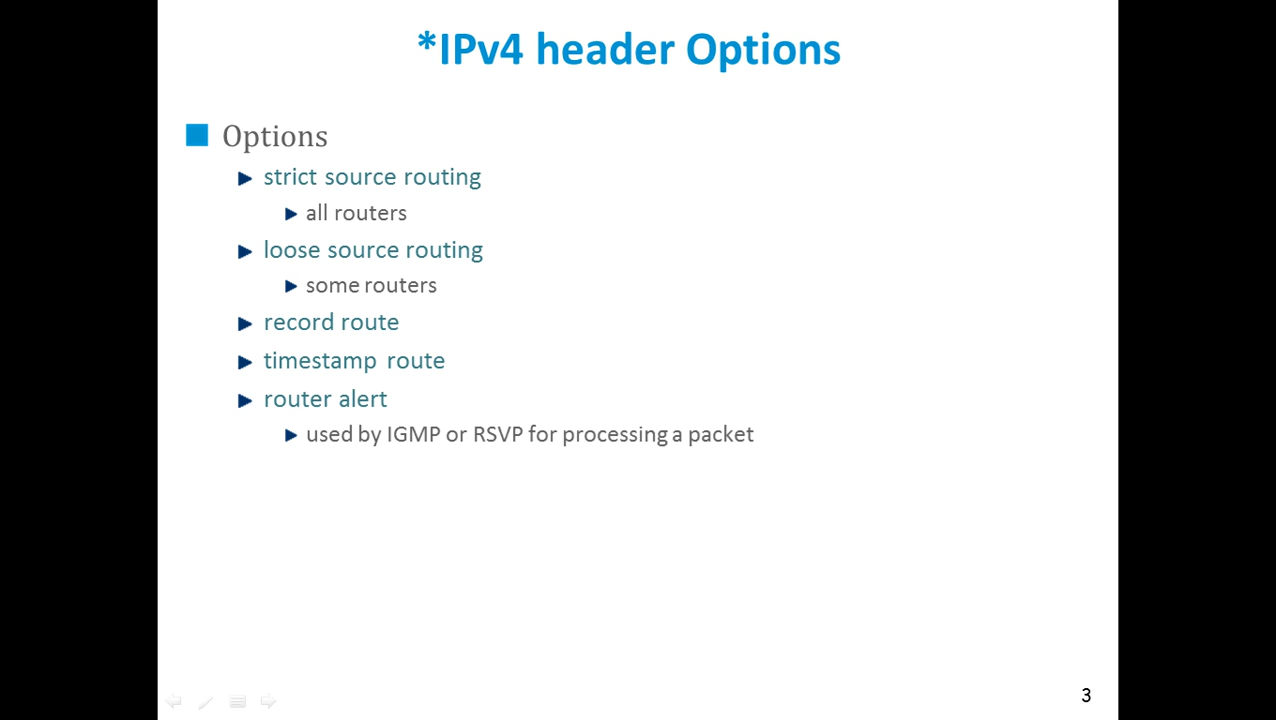 *IPv4 header Options
Options
strict source routing
all routers
loose source routing
some routers
record route
timestamp route
router alert
used by IGMP or RSVP for processing a packet
3